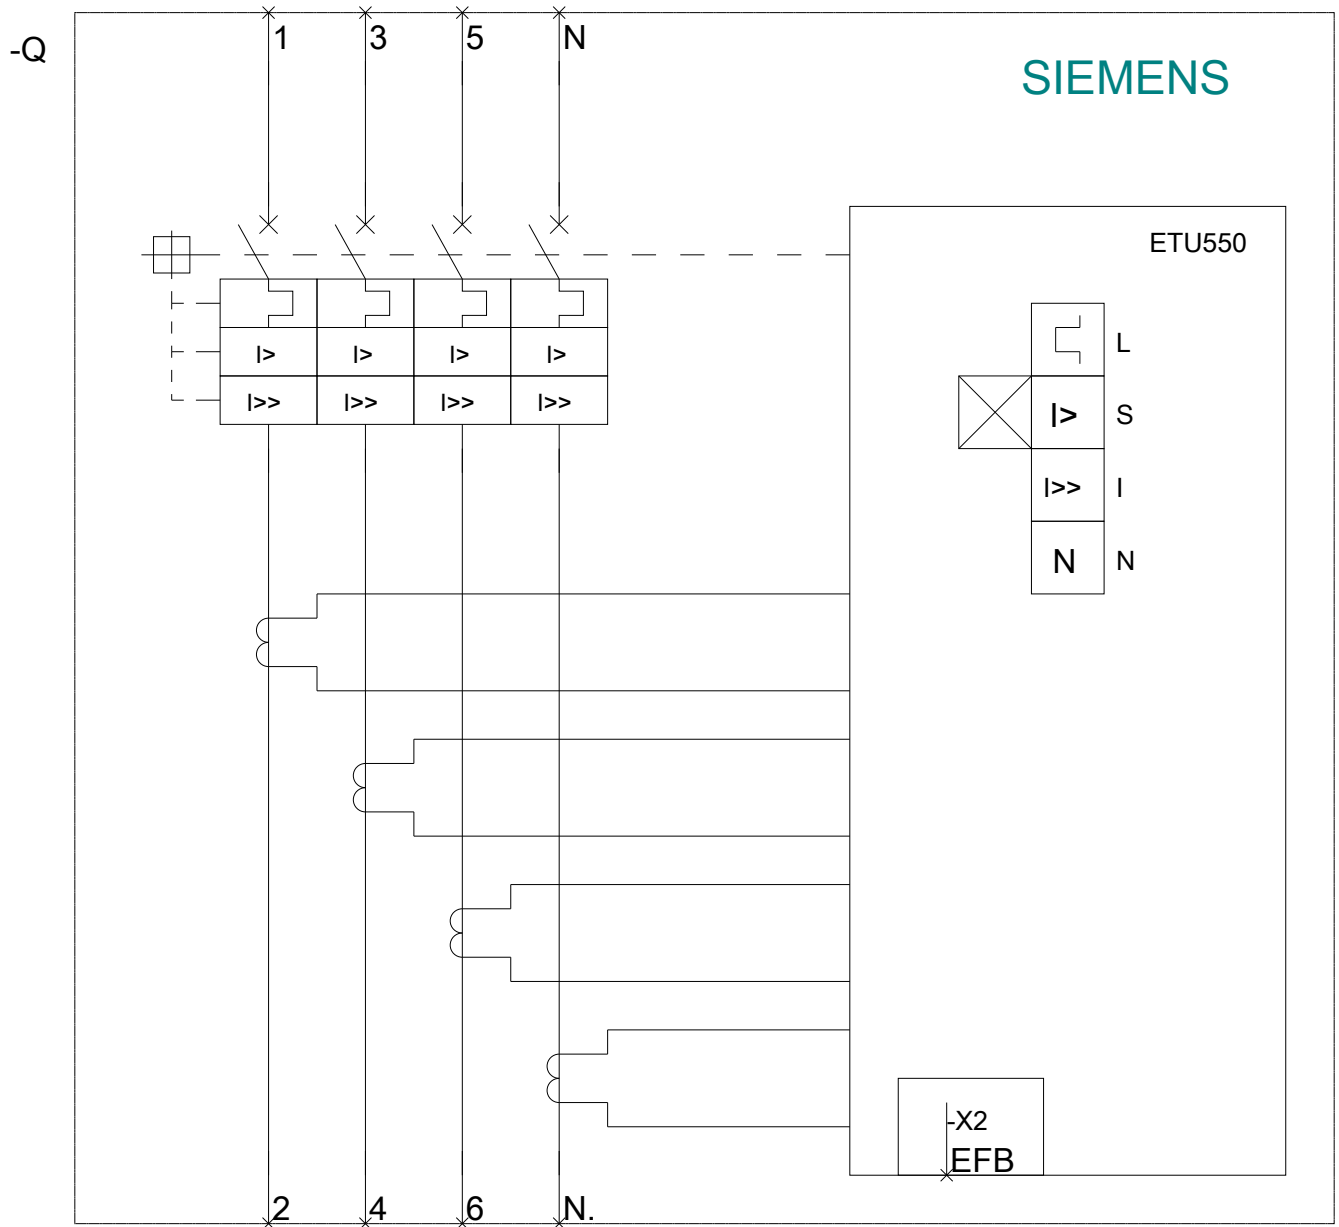 1 3 5 N
-Q
SIEMENS
ETU550
L
I> I> I> I>
I>> I>> I>> I>>
I> S
I>> I
N N
-X2
EFB
2 4 6 N.